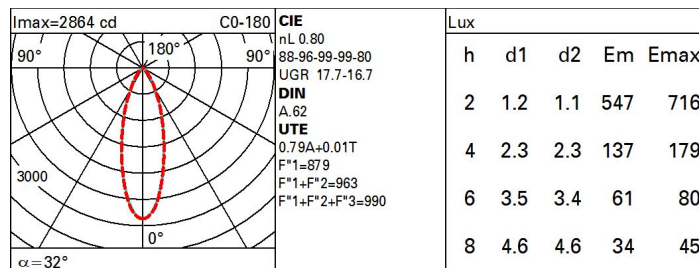 Imax=2864 cd C0-180
90° 180° 90°
3000
0°
α=32°
CIE
nL 0.80
88-96-99-99-80
UGR 17.7-16.7
DIN
A.62
UTE
0.79A+0.01T
F"1=879
F"1+F"2=963
F"1+F"2+F"3=990
Lux
h d1 d2 Em Emax
2 1.2 1.1 547 716
4 2.3 2.3 137 179
6 3.5 3.4 61 80
8 4.6 4.6 34 45